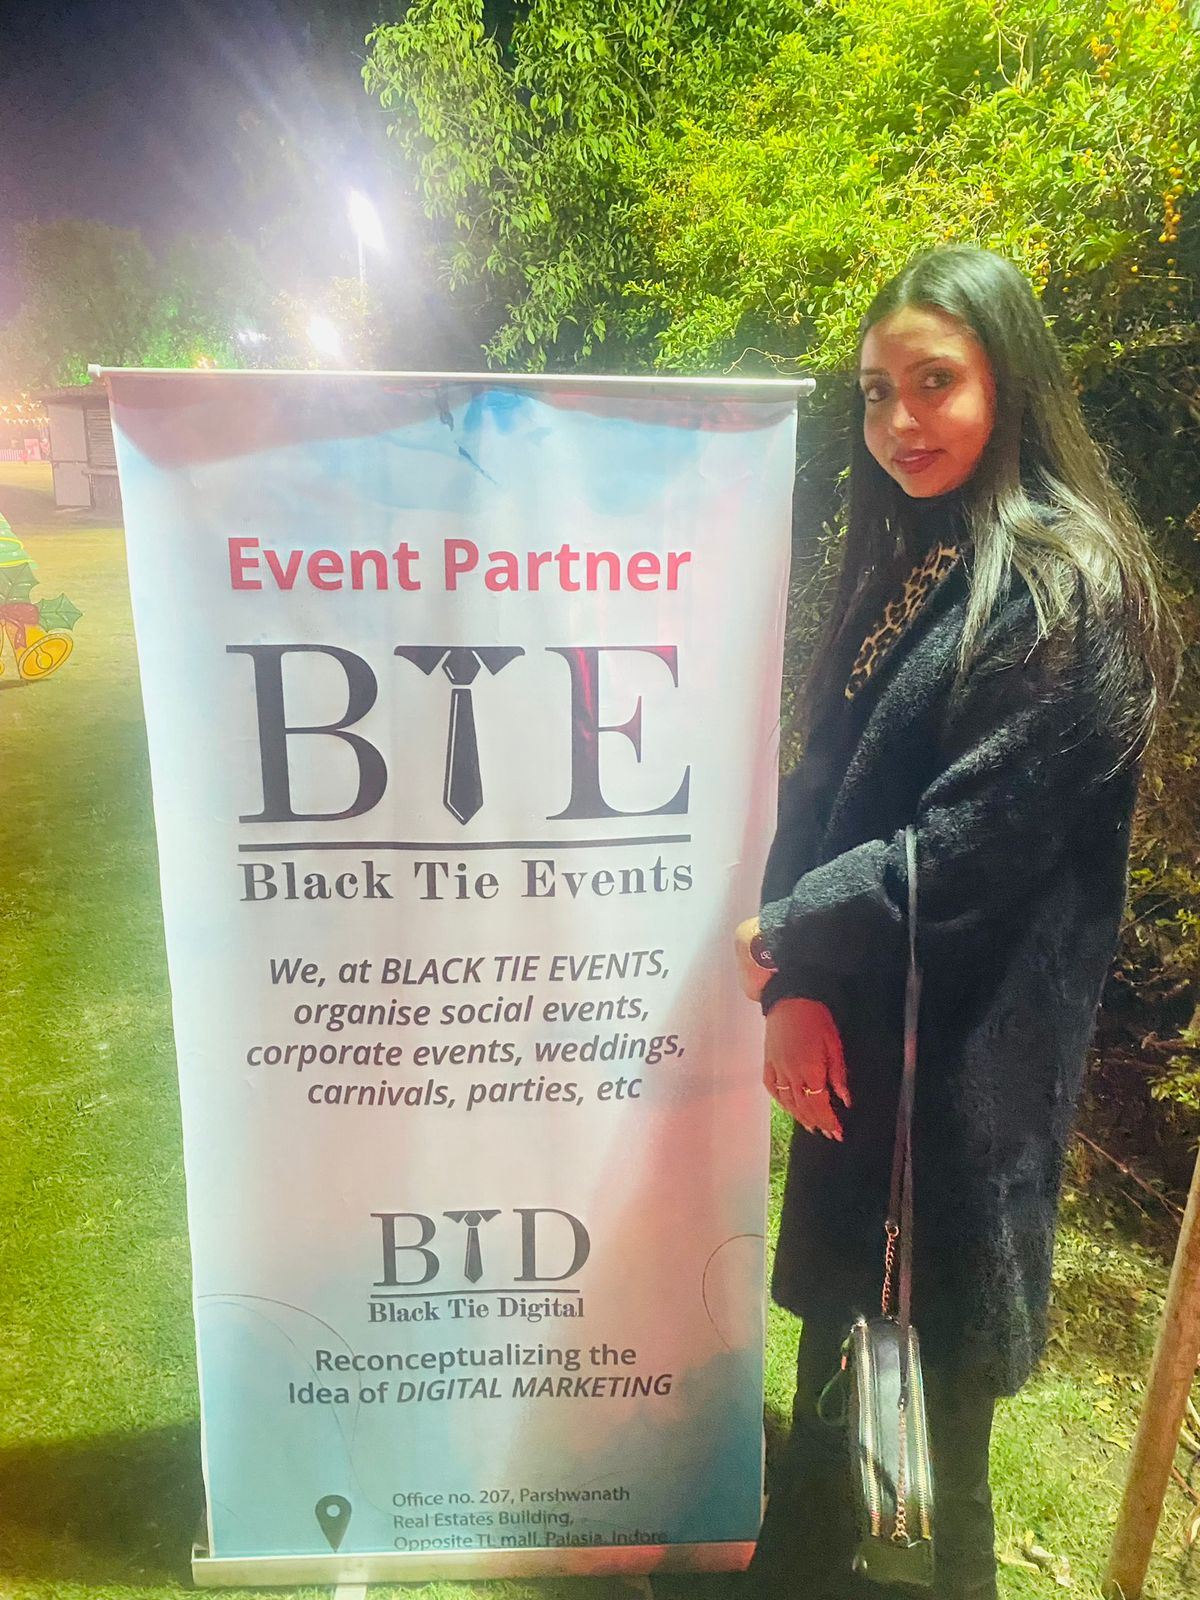 Event Partner
BTE
Black Tie Events
We, at BLACK TIE EVENTS,
organise social events,
corporate events, weddings,
carnivals, parties, etc
BTD
Black Tie Digital
Reconceptualizing the
Idea of DIGITAL MARKETING
Office no. 207, Parshwanath
Real Estates Building,
Opposite TI mall, Palasia, Indore